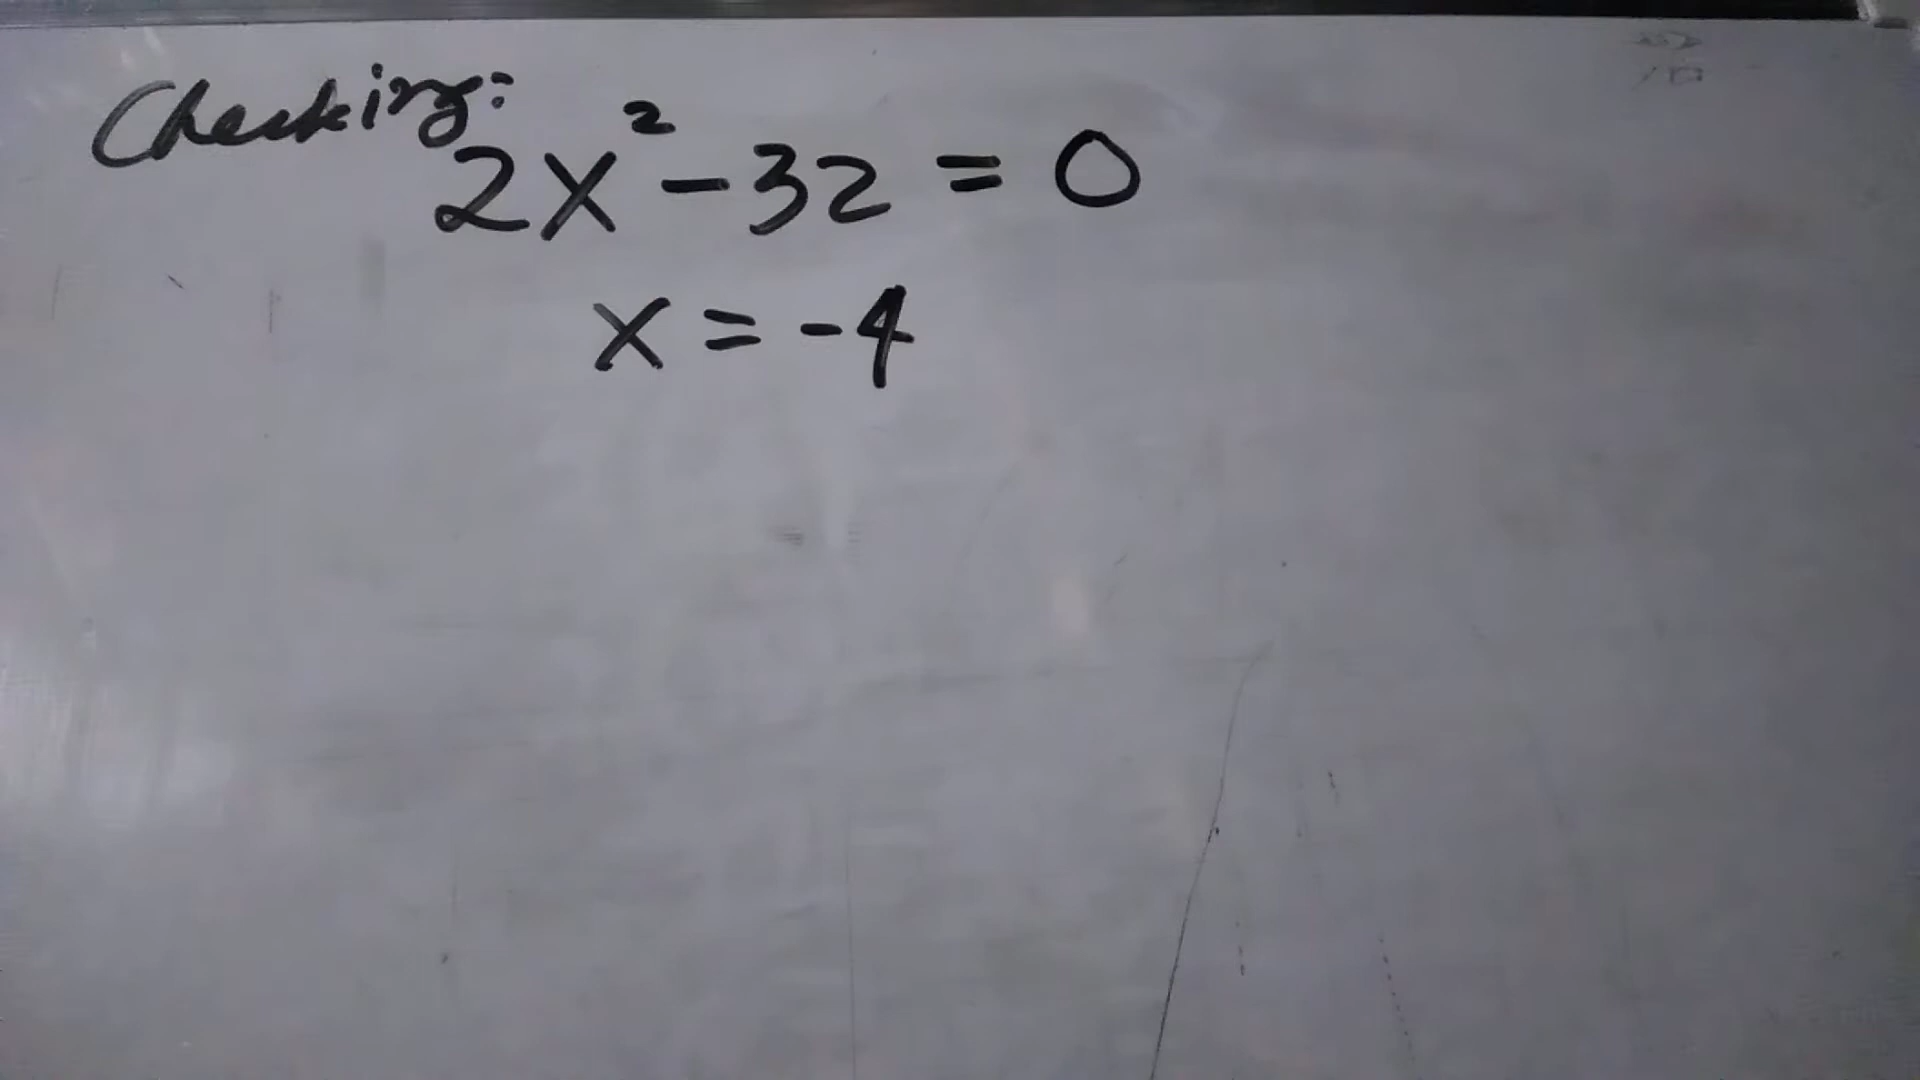 Checking:
2x² - 32 = 0
x = -4